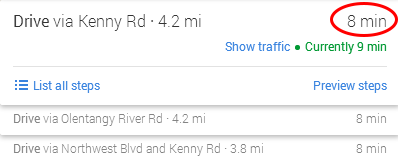 Drive via Kenny Rd · 4.2 mi 8 min
Show traffic • Currently 9 min
List all steps Preview steps
Drive via Olentangy River Rd · 4.2 mi 8 min
Drive via Northwest Blvd and Kenny Rd · 3.8 mi 8 min